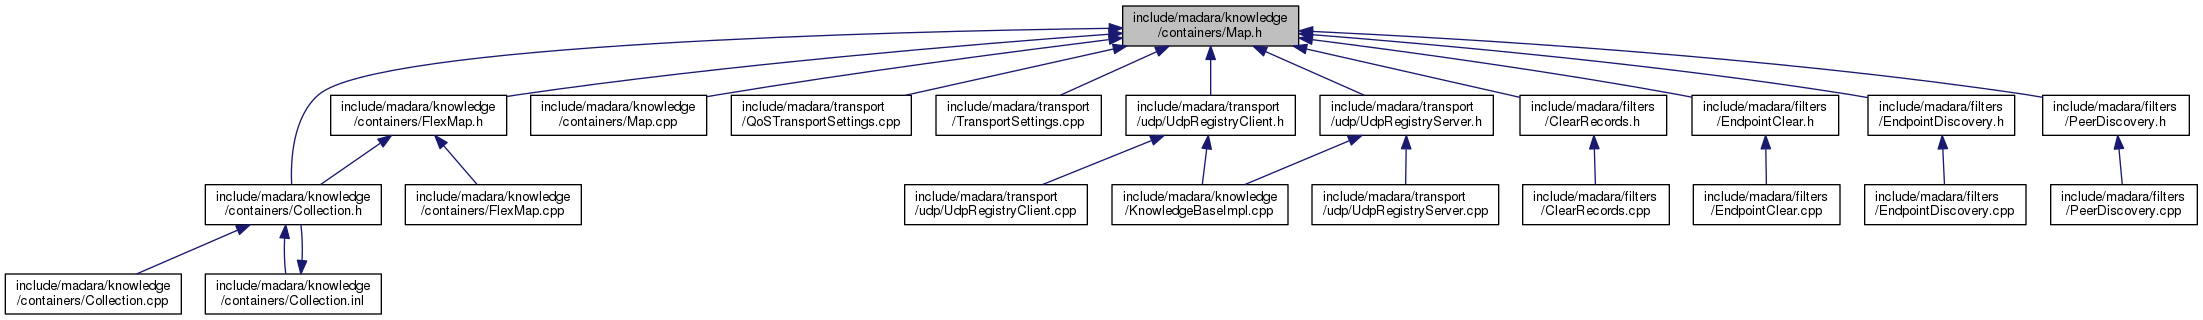 include/madara/knowledge
/containers/Map.h
include/madara/knowledge
/containers/FlexMap.h
include/madara/knowledge
/containers/Map.cpp
include/madara/transport
/QoSTransportSettings.cpp
include/madara/transport
/TransportSettings.cpp
include/madara/transport
/udp/UdpRegistryClient.h
include/madara/transport
/udp/UdpRegistryServer.h
include/madara/filters
/ClearRecords.h
include/madara/filters
/EndpointClear.h
include/madara/filters
/EndpointDiscovery.h
include/madara/filters
/PeerDiscovery.h
include/madara/knowledge
/containers/Collection.h
include/madara/knowledge
/containers/FlexMap.cpp
include/madara/transport
/udp/UdpRegistryClient.cpp
include/madara/knowledge
/KnowledgeBaseImpl.cpp
include/madara/transport
/udp/UdpRegistryServer.cpp
include/madara/filters
/ClearRecords.cpp
include/madara/filters
/EndpointClear.cpp
include/madara/filters
/EndpointDiscovery.cpp
include/madara/filters
/PeerDiscovery.cpp
include/madara/knowledge
/containers/Collection.cpp
include/madara/knowledge
/containers/Collection.inl